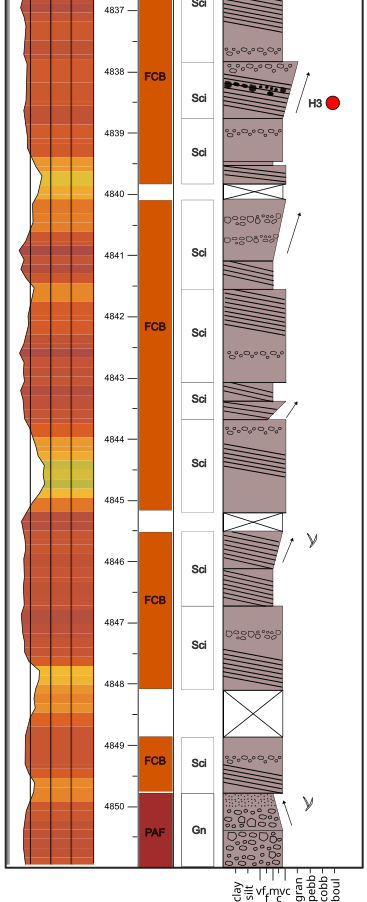 4837
Sci
4838
FCB
H3
Sci
4839
Sci
4840
4841
Sci
4842
FCB
Sci
4843
Sci
4844
Sci
4845
4846
Sci
FCB
4847
Sci
4848
4849
FCB
Sci
4850
PAF
Gn
clay
silt
vf
f
m
c
vc
gran
pebb
cobb
boul